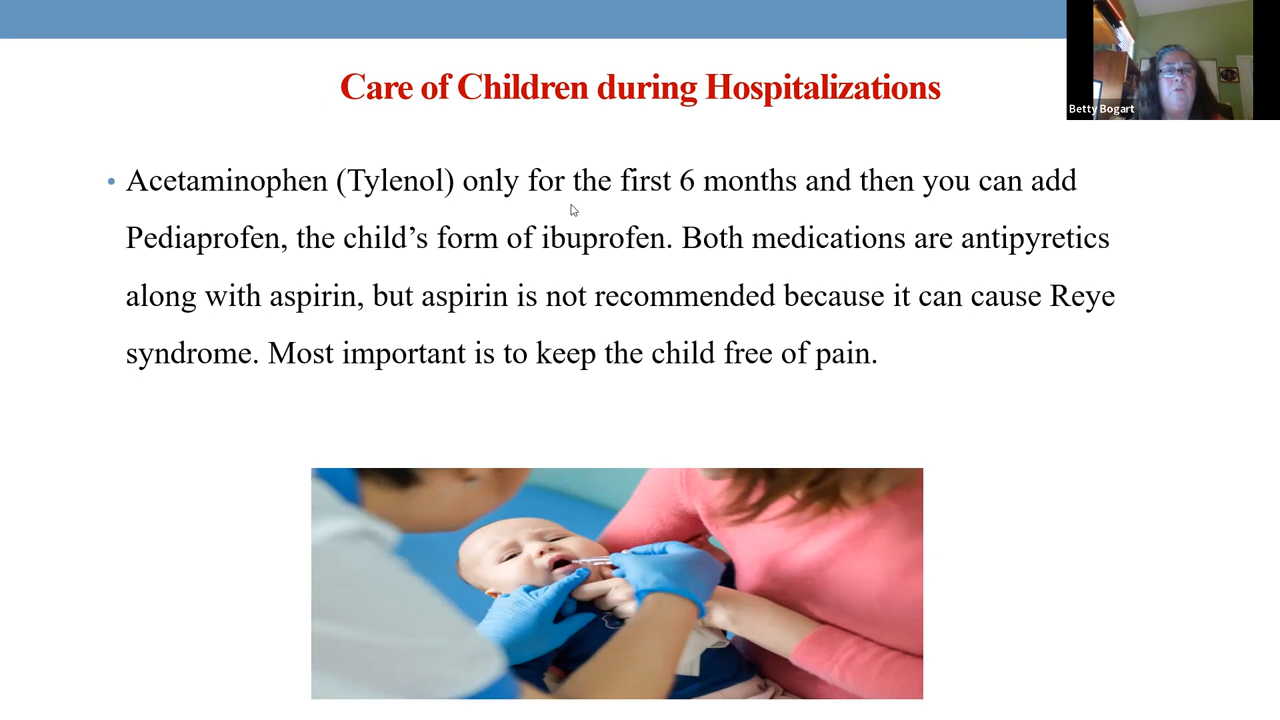 Care of Children during Hospitalizations
Betty Bogart
• Acetaminophen (Tylenol) only for the first 6 months and then you can add
Pediaprofen, the child’s form of ibuprofen. Both medications are antipyretics
along with aspirin, but aspirin is not recommended because it can cause Reye
syndrome. Most important is to keep the child free of pain.